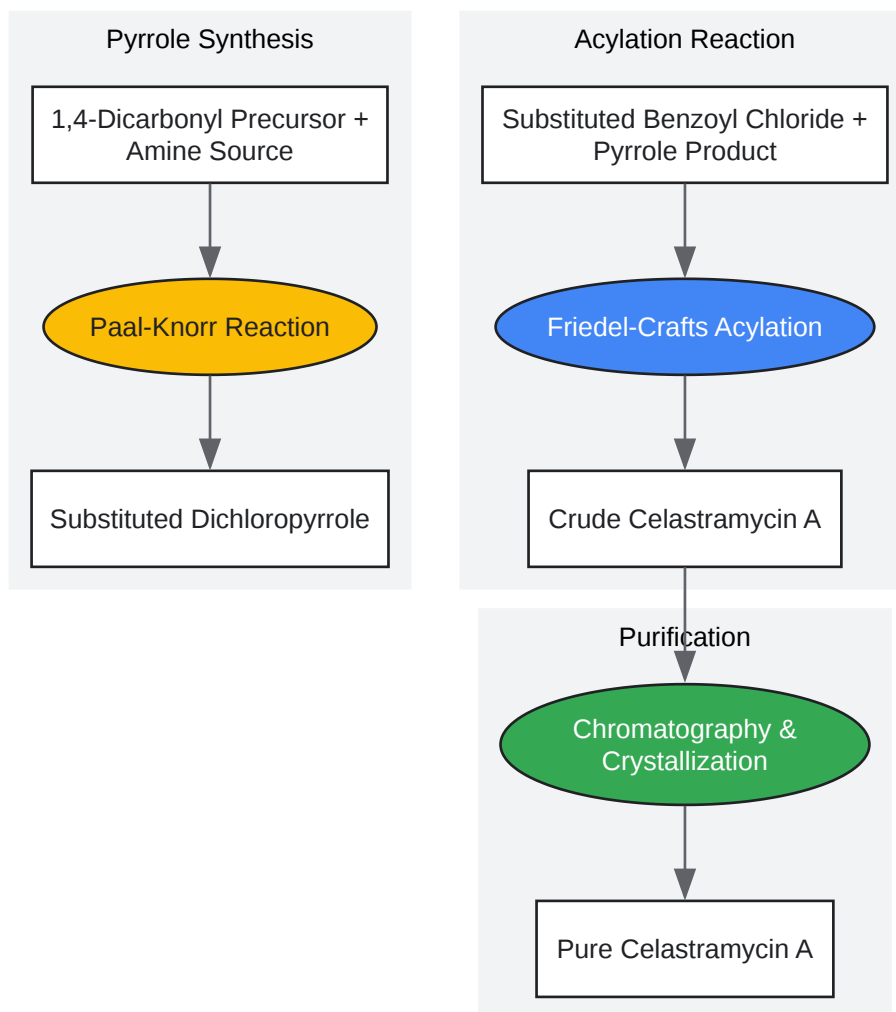 Pyrrole Synthesis
1,4-Dicarbonyl Precursor +
Amine Source
Paal-Knorr Reaction
Substituted Dichloropyrrole
Acylation Reaction
Substituted Benzoyl Chloride +
Pyrrole Product
Friedel-Crafts Acylation
Crude Celastramycin A
Purification
Chromatography &
Crystallization
Pure Celastramycin A